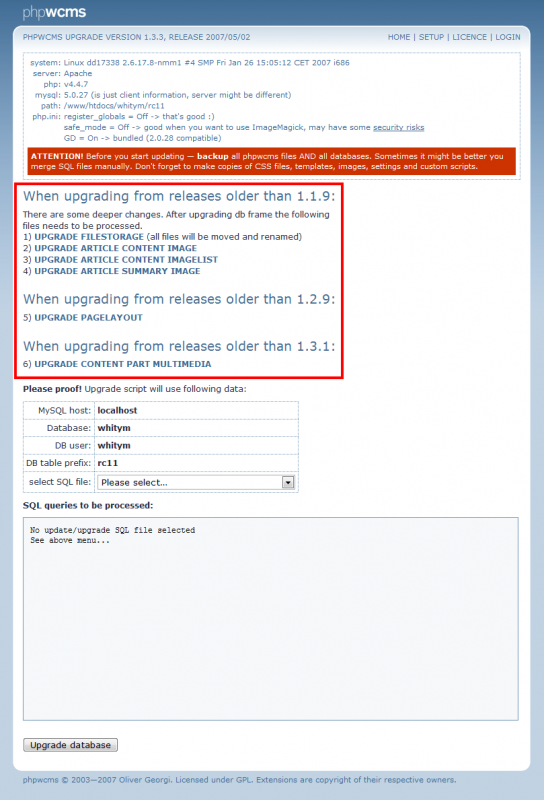 phpwcms
PHPWCMS UPGRADE VERSION 1.3.3, RELEASE 2007/05/02
HOME | SETUP | LICENCE | LOGIN
system: Linux dd17338 2.6.17.8-nmm1 #4 SMP Fri Jan 26 15:05:12 CET 2007 i686
server: Apache
php: v4.4.7
mysql: 5.0.27 (is just client information, server might be different)
path: /www/htdocs/whitym/rc11
php.ini: register_globals = Off -> that's good :)
safe_mode = Off -> good when you want to use ImageMagick, may have some security risks
GD = On -> bundled (2.0.28 compatible)
ATTENTION! Before you start updating — backup all phpwcms files AND all databases. Sometimes it might be better you
merge SQL files manually. Don't forget to make copies of CSS files, templates, images, settings and custom scripts.
When upgrading from releases older than 1.1.9:
There are some deeper changes. After upgrading db frame the following
files needs to be processed.
1) UPGRADE FILESTORAGE (all files will be moved and renamed)
2) UPGRADE ARTICLE CONTENT IMAGE
3) UPGRADE ARTICLE CONTENT IMAGELIST
4) UPGRADE ARTICLE SUMMARY IMAGE
When upgrading from releases older than 1.2.9:
5) UPGRADE PAGELAYOUT
When upgrading from releases older than 1.3.1:
6) UPGRADE CONTENT PART MULTIMEDIA
Please proof! Upgrade script will use following data:
MySQL host: localhost
Database: whitym
DB user: whitym
DB table prefix: rc11
select SQL file: Please select...
SQL queries to be processed:
No update/upgrade SQL file selected
See above menu...
Upgrade database
phpwcms © 2003—2007 Oliver Georgi. Licensed under GPL. Extensions are copyright of their respective owners.